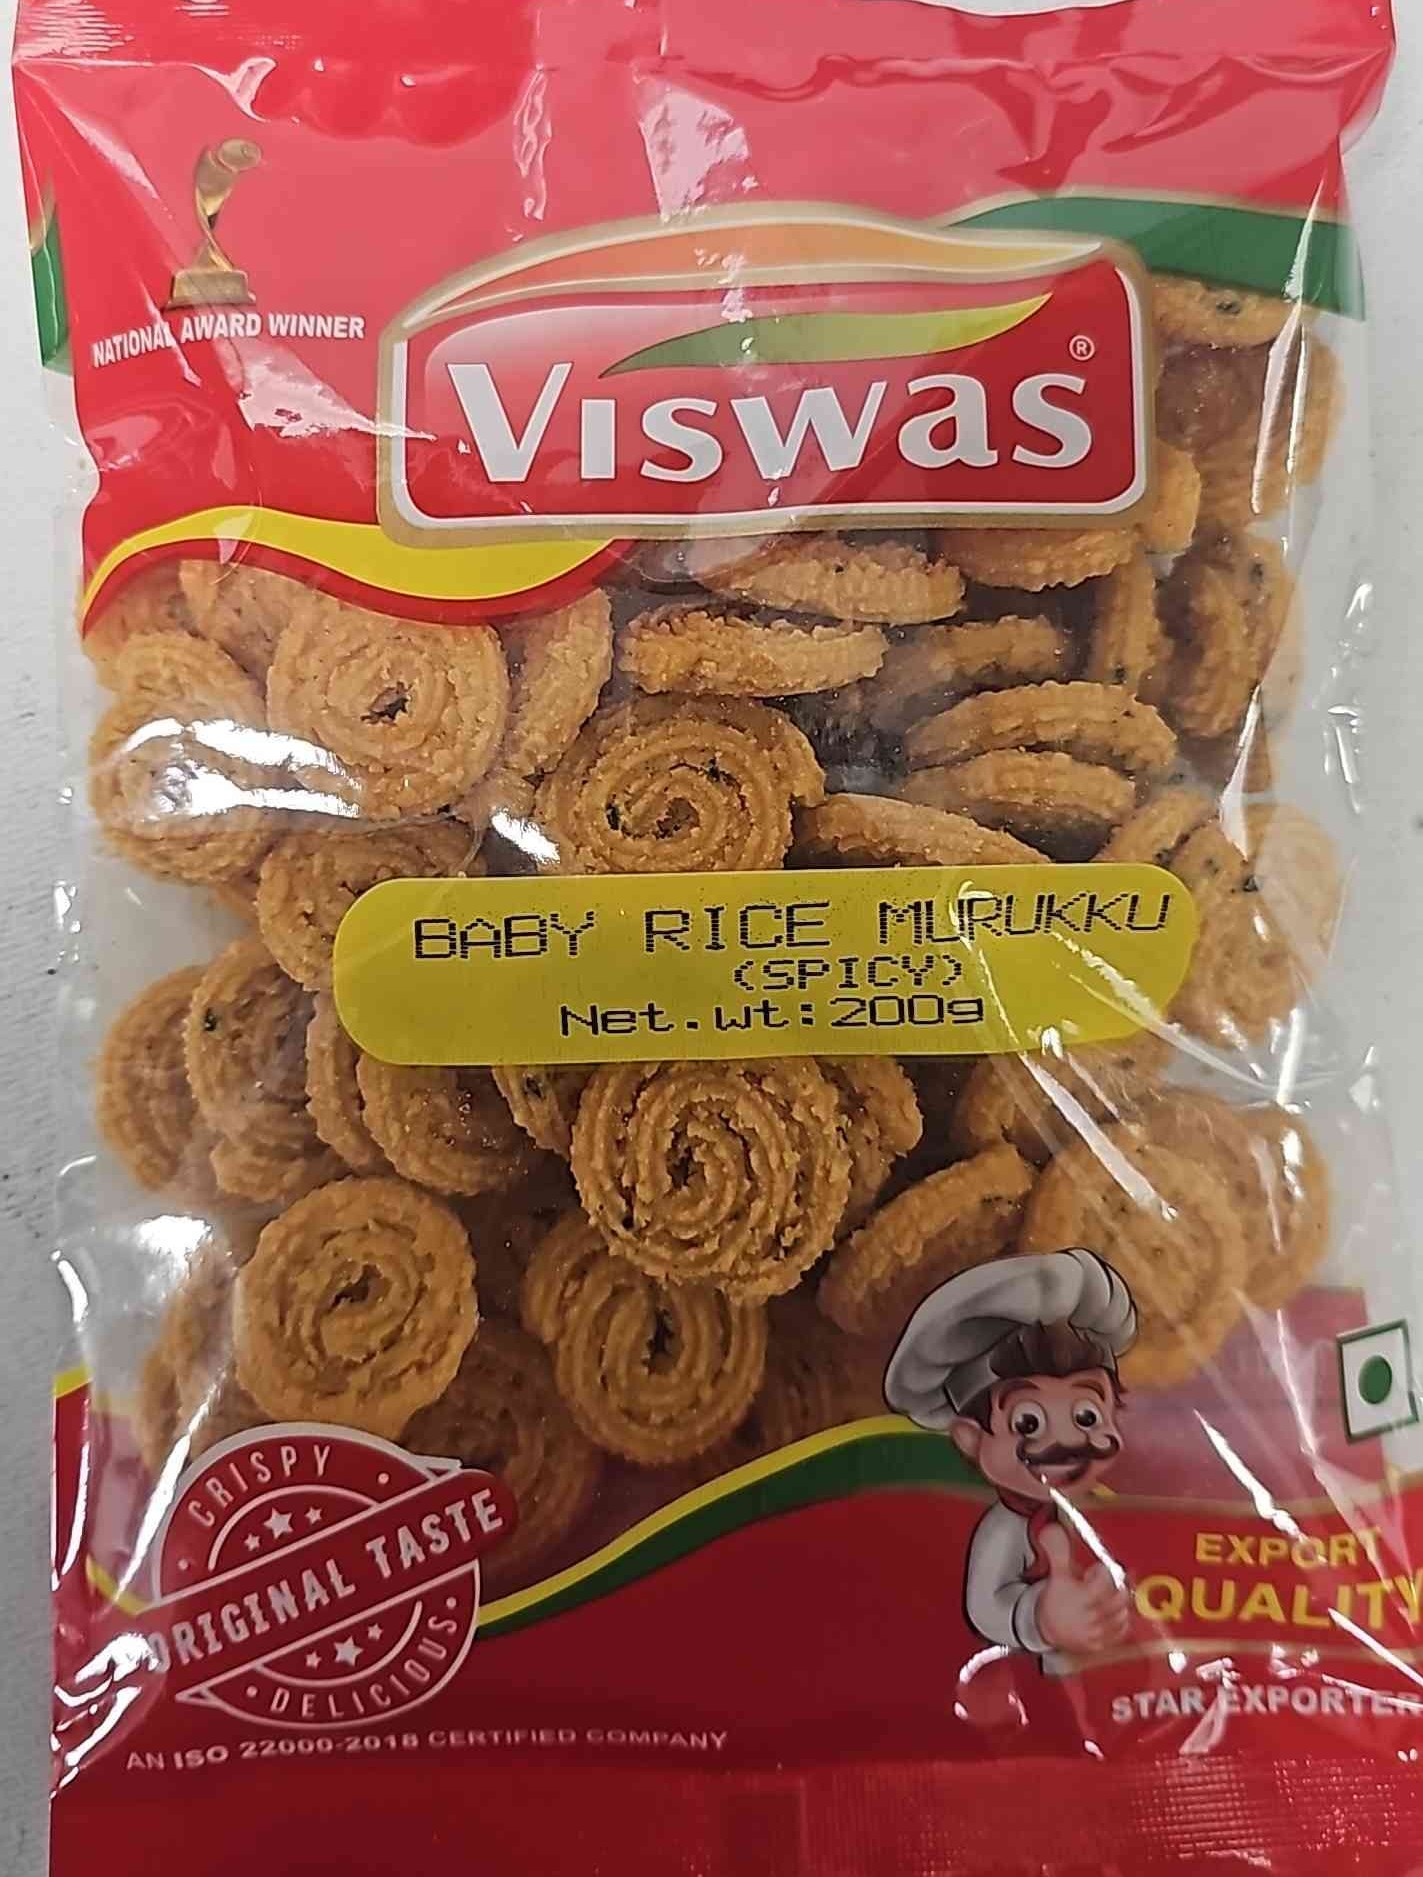 NATIONAL AWARD WINNER
VISWAS
®
BABY RICE MURUKKU
(SPICY)
Net.wt:200g
CRISPY
ORIGINAL TASTE
DELICIOUS
EXPORT
QUALITY
STAR EXPORTER
AN ISO 22000-2018 CERTIFIED COMPANY